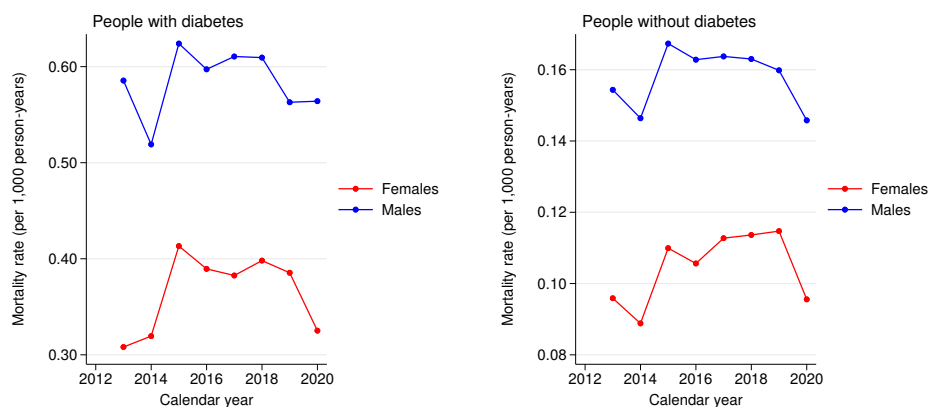 People with diabetes
Mortality rate (per 1,000 person-years)
0.60
0.50
0.40
0.30
2012 2014 2016 2018 2020
Calendar year
Females
Males
People without diabetes
Mortality rate (per 1,000 person-years)
0.16
0.14
0.12
0.10
0.08
2012 2014 2016 2018 2020
Calendar year
Females
Males